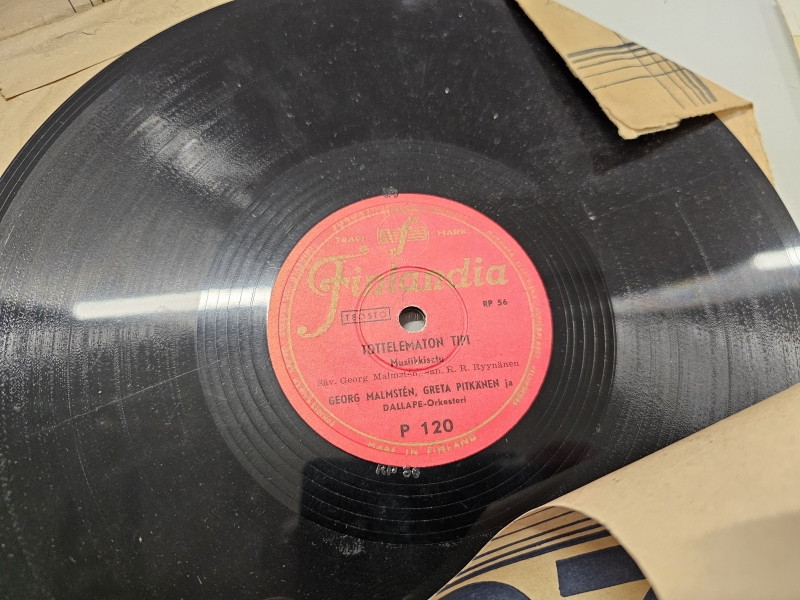 TRADE MARK
Finlandia
TEOSTO
RP 56
TOTTELEMATON TIPI
Musiikkisatu
Säv. Georg Malmstén, san. R. R. Ryynänen
GEORG MALMSTÉN, GRETA PITKÄNEN ja
DALLAPE-Orkesteri
P 120
MADE IN FINLAND
RP 56